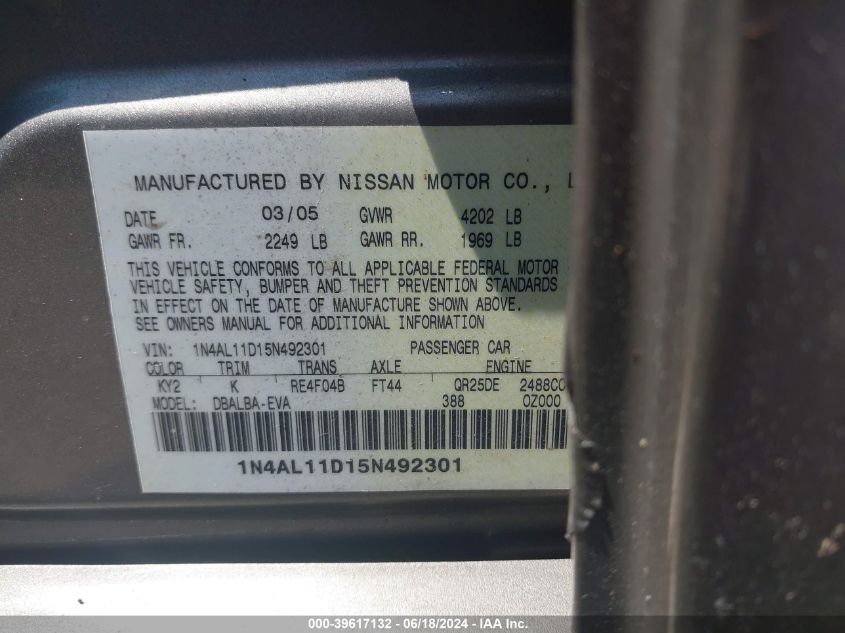 MANUFACTURED BY NISSAN MOTOR CO.,
DATE 03/05 GVWR 4202 LB
GAWR FR. 2249 LB GAWR RR. 1969 LB
THIS VEHICLE CONFORMS TO ALL APPLICABLE FEDERAL MOTOR
VEHICLE SAFETY, BUMPER AND THEFT PREVENTION STANDARDS
IN EFFECT ON THE DATE OF MANUFACTURE SHOWN ABOVE.
SEE OWNERS MANUAL FOR ADDITIONAL INFORMATION
VIN: 1N4AL11D15N492301 PASSENGER CAR
COLOR TRIM TRANS AXLE ENGINE
KY2 K RE4F04B FT44 QR25DE 2488CC
MODEL: DBALBA-EVA 388 0Z000
1N4AL11D15N492301
000-39617132 - 06/18/2024 - IAA Inc.